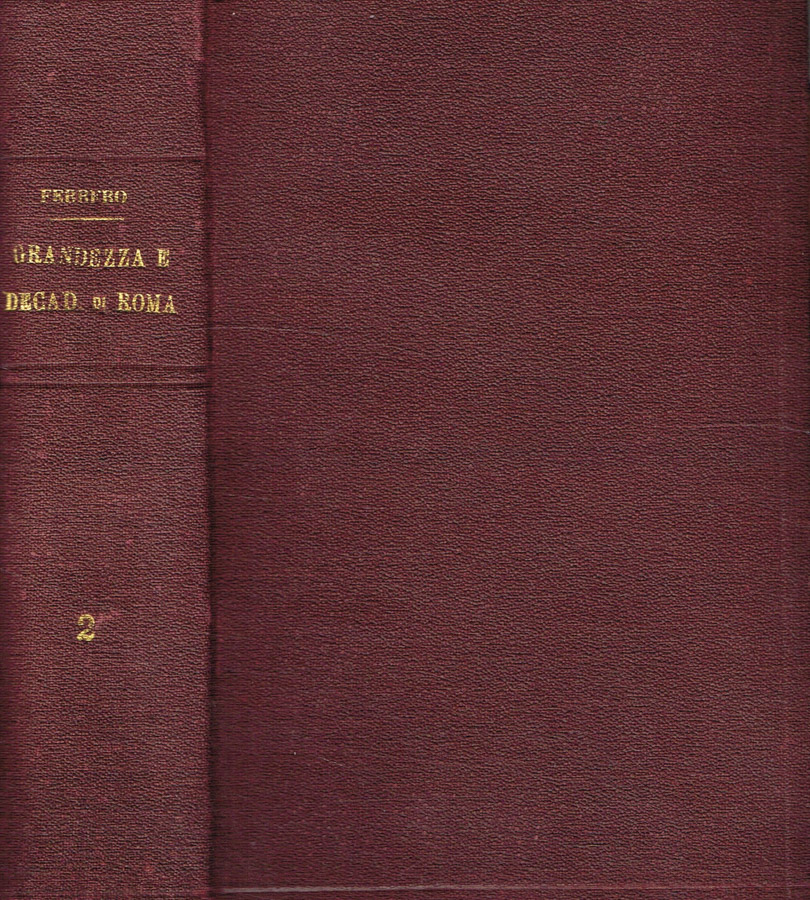 FERRERO
GRANDEZZA E
DECAD. DI ROMA
2